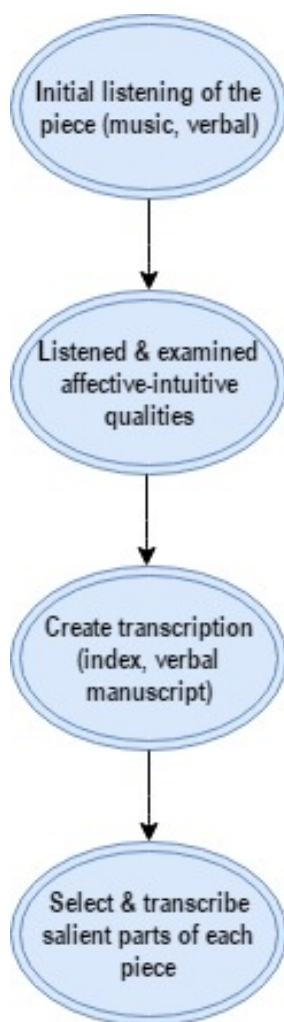 Initial listening of the
piece (music, verbal)
Listened & examined
affective-intuitive
qualities
Create transcription
(index, verbal
manuscript)
Select & transcribe
salient parts of each
piece